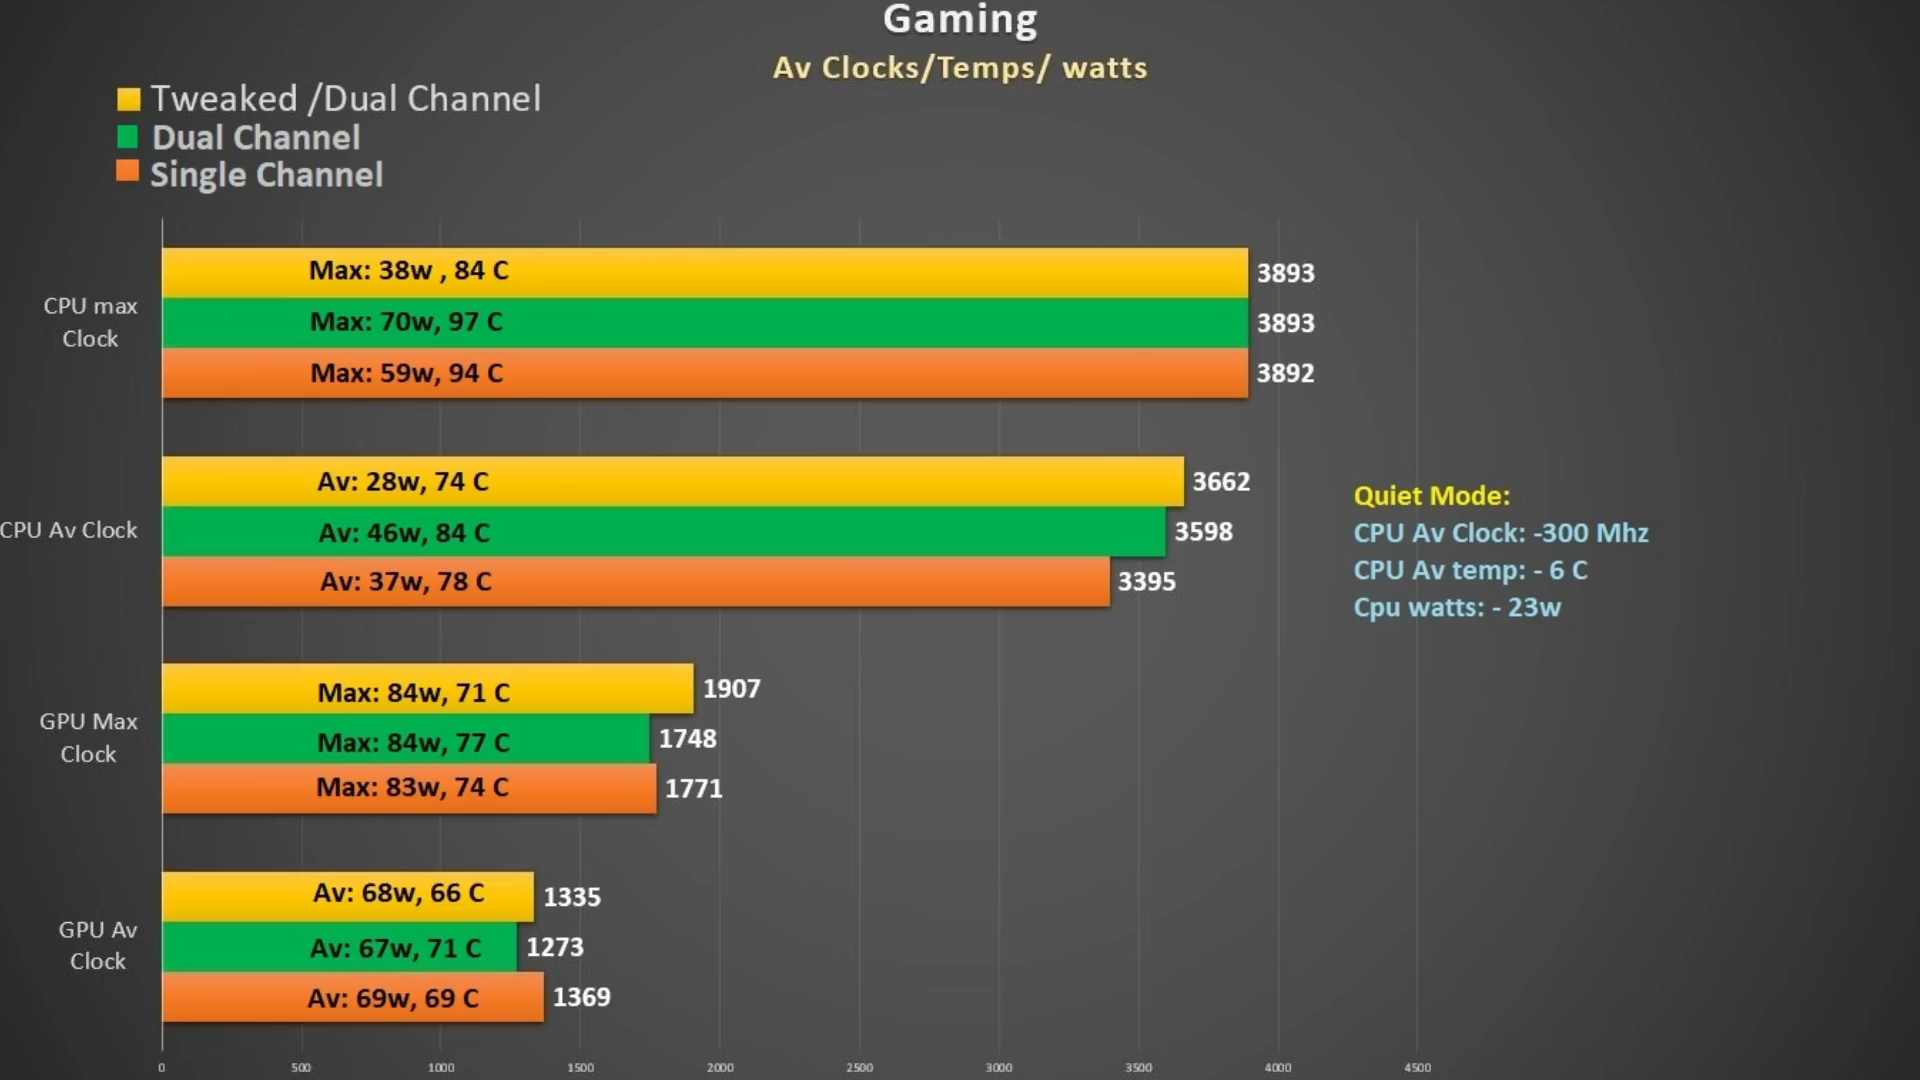 Gaming
Av Clocks/Temps/ watts
Tweaked /Dual Channel
Dual Channel
Single Channel
CPU max
Clock
Max: 38w , 84 C
3893
Max: 70w, 97 C
3893
Max: 59w, 94 C
3892
CPU Av Clock
Av: 28w, 74 C
3662
Av: 46w, 84 C
3598
Av: 37w, 78 C
3395
Quiet Mode:
CPU Av Clock: -300 Mhz
CPU Av temp: - 6 C
Cpu watts: - 23w
GPU Max
Clock
Max: 84w, 71 C
1907
Max: 84w, 77 C
1748
Max: 83w, 74 C
1771
GPU Av
Clock
Av: 68w, 66 C
1335
Av: 67w, 71 C
1273
Av: 69w, 69 C
1369
0 500 1000 1500 2000 2500 3000 3500 4000 4500